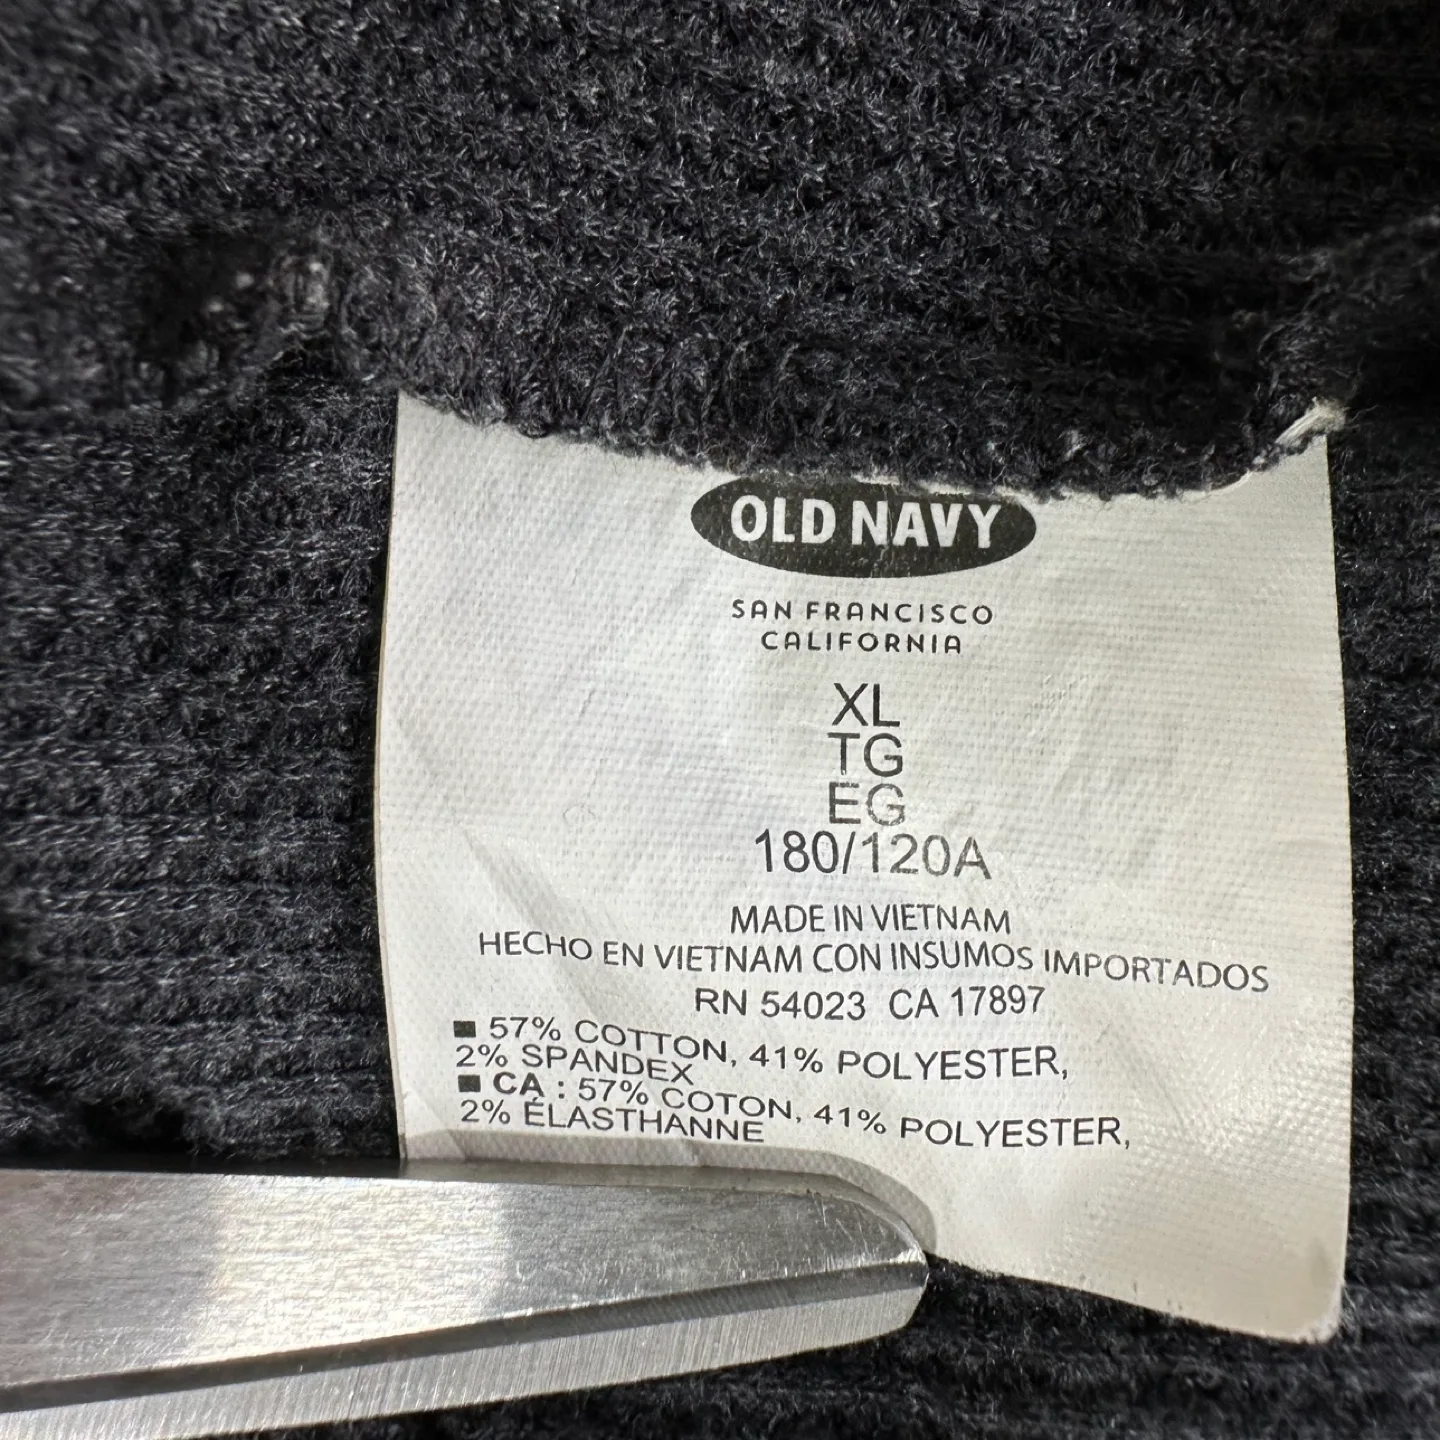 OLD NAVY
SAN FRANCISCO
CALIFORNIA
XL
TG
EG
180/120A
MADE IN VIETNAM
HECHO EN VIETNAM CON INSUMOS IMPORTADOS
RN 54023 CA 17897
■ 57% COTTON, 41% POLYESTER,
2% SPANDEX
■ CA : 57% COTON, 41% POLYESTER,
2% ÉLASTHANNE